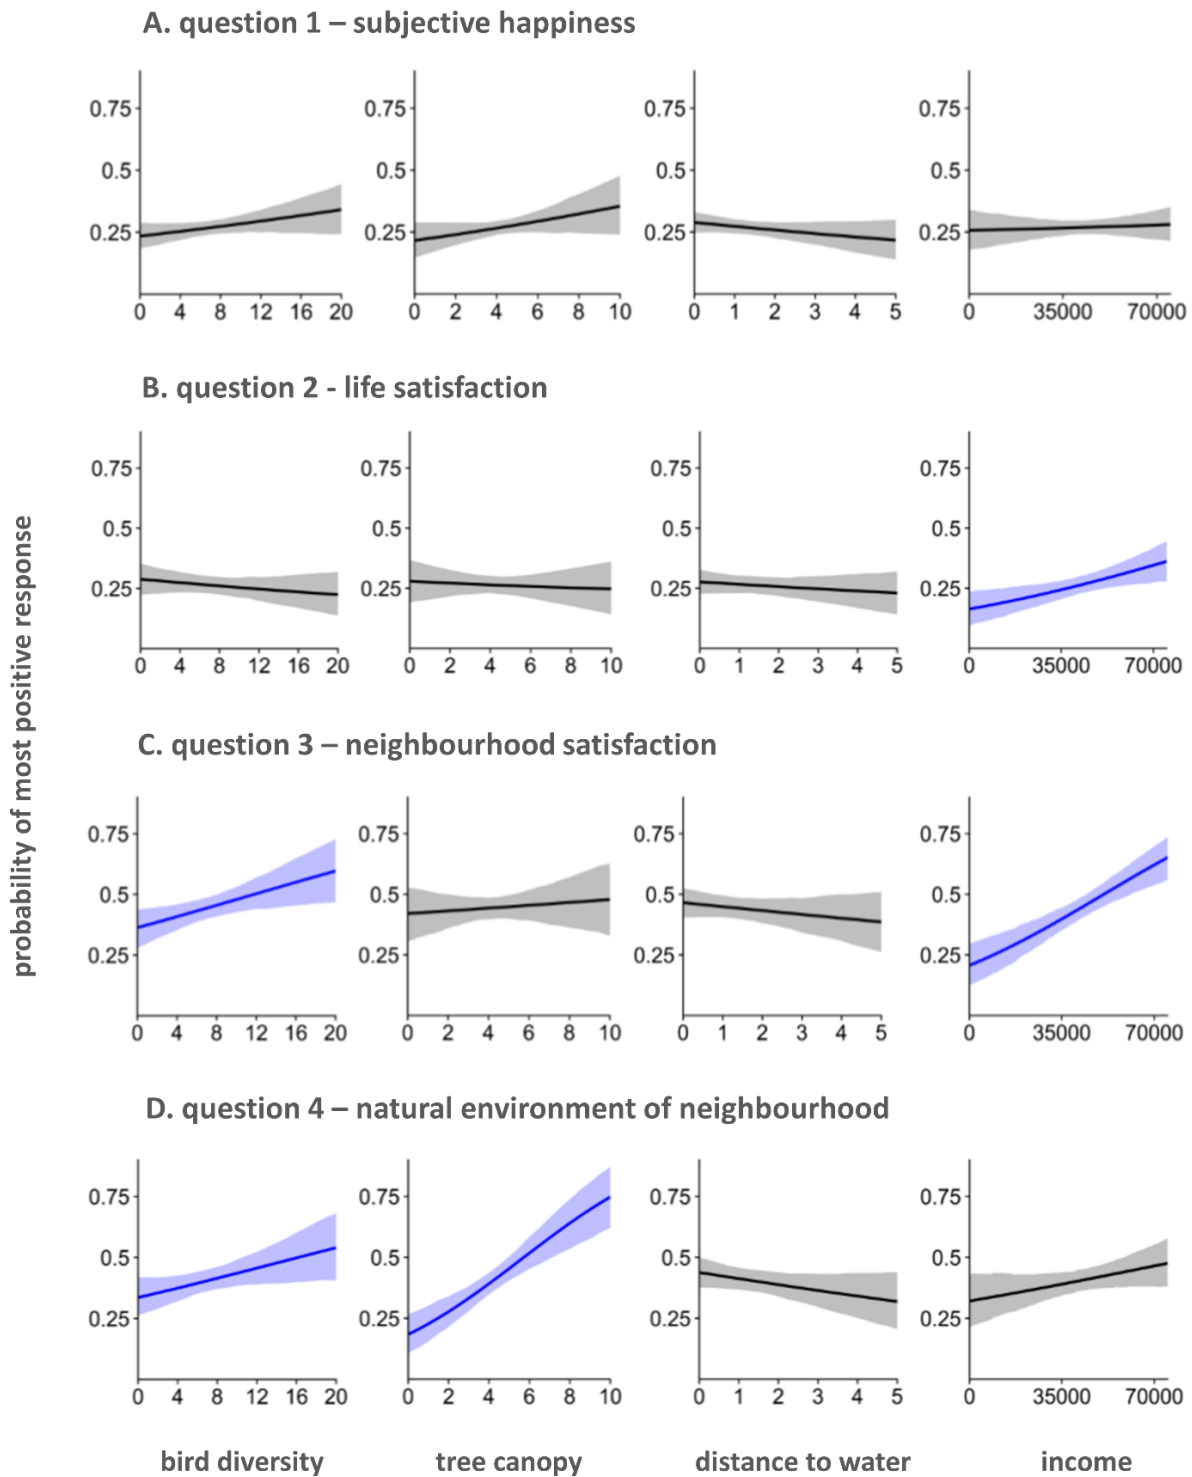 A. question 1 – subjective happiness
0.75 0.75 0.75 0.75
0.5 0.5 0.5 0.5
0.25 0.25 0.25 0.25
0 4 8 12 16 20 0 2 4 6 8 10 0 1 2 3 4 5 0 35000 70000
B. question 2 - life satisfaction
0.75 0.75 0.75 0.75
0.5 0.5 0.5 0.5
0.25 0.25 0.25 0.25
0 4 8 12 16 20 0 2 4 6 8 10 0 1 2 3 4 5 0 35000 70000
probability of most positive response
C. question 3 – neighbourhood satisfaction
0.75 0.75 0.75 0.75
0.5 0.5 0.5 0.5
0.25 0.25 0.25 0.25
0 4 8 12 16 20 0 2 4 6 8 10 0 1 2 3 4 5 0 35000 70000
D. question 4 – natural environment of neighbourhood
0.75 0.75 0.75 0.75
0.5 0.5 0.5 0.5
0.25 0.25 0.25 0.25
0 4 8 12 16 20 0 2 4 6 8 10 0 1 2 3 4 5 0 35000 70000
bird diversity tree canopy distance to water income